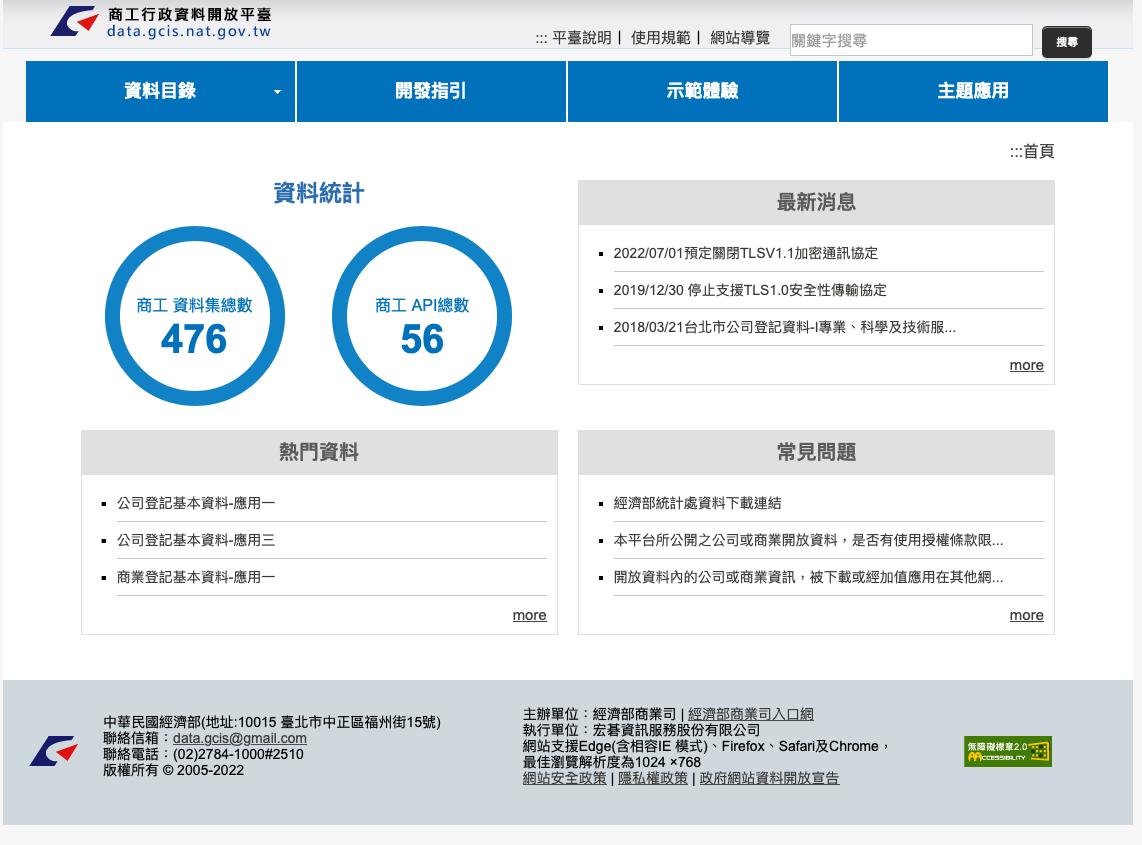 商工行政資料開放平臺
data.gcis.nat.gov.tw
::: 平臺說明 | 使用規範 | 網站導覽
關鍵字搜尋
搜尋
資料目錄
開發指引
示範體驗
主題應用
:::首頁
資料統計
商工 資料集總數
476
商工 API總數
56
最新消息
2022/07/01預定關閉TLSV1.1加密通訊協定
2019/12/30 停止支援TLS1.0安全性傳輸協定
2018/03/21台北市公司登記資料-I專業、科學及技術服...
more
熱門資料
公司登記基本資料-應用一
公司登記基本資料-應用三
商業登記基本資料-應用一
more
常見問題
經濟部統計處資料下載連結
本平台所公開之公司或商業開放資料，是否有使用授權條款限...
開放資料內的公司或商業資訊，被下載或經加值應用在其他網...
more
中華民國經濟部(地址:10015 臺北市中正區福州街15號)
聯絡信箱：data.gcis@gmail.com
聯絡電話：(02)2784-1000#2510
版權所有 © 2005-2022
主辦單位：經濟部商業司 | 經濟部商業司入口網
執行單位：宏碁資訊服務股份有限公司
網站支援Edge(含相容IE 模式)、Firefox、Safari及Chrome，
最佳瀏覽解析度為1024 ×768
網站安全政策 | 隱私權政策 | 政府網站資料開放宣告
無障礙標章2.0
ACCESSIBILITY